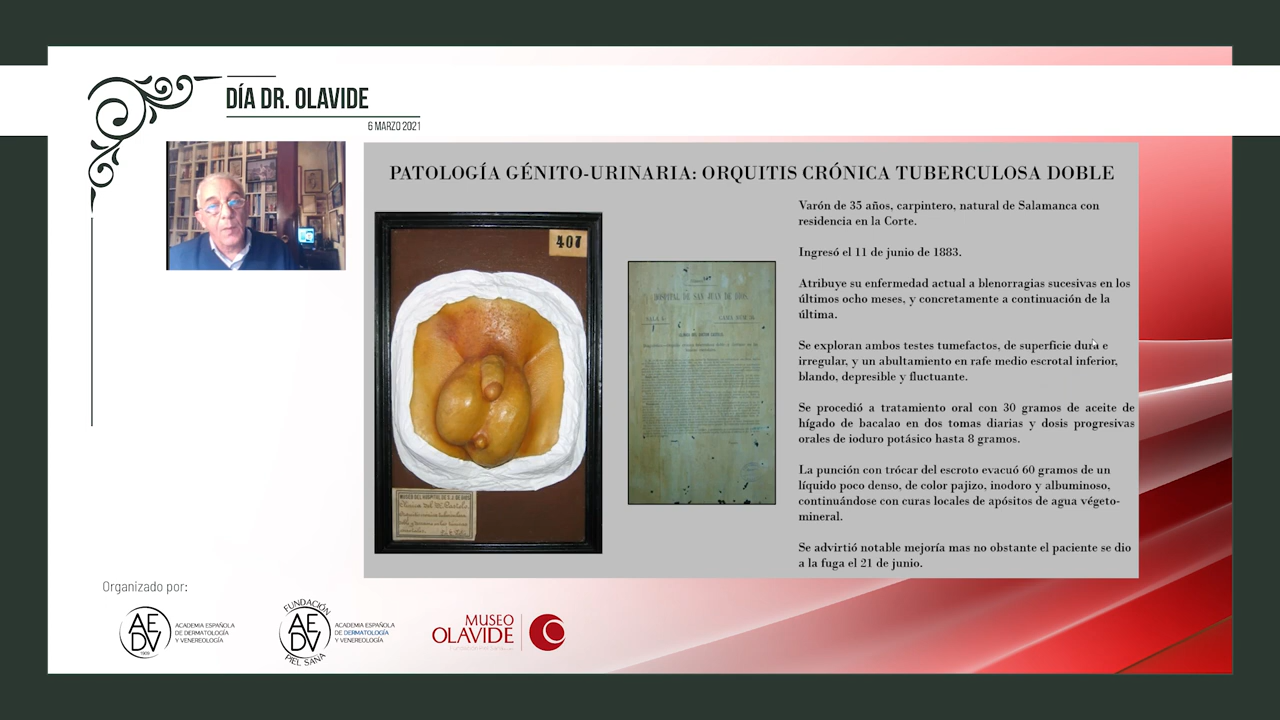 DÍA DR. OLAVIDE
6 MARZO 2021
PATOLOGÍA GÉNITO-URINARIA: ORQUITIS CRÓNICA TUBERCULOSA DOBLE
407
MUSEO DEL HOSPITAL DE S. J. DE DIOS
HOSPITAL DE SAN JUAN DE DIOS.
Varón de 35 años, carpintero, natural de Salamanca con
residencia en la Corte.
Ingresó el 11 de junio de 1883.
Atribuye su enfermedad actual a blenorragias sucesivas en los
últimos ocho meses, y concretamente a continuación de la
última.
Se exploran ambos testes tumefactos, de superficie dura e
irregular, y un abultamiento en rafe medio escrotal inferior,
blando, depresible y fluctuante.
Se procedió a tratamiento oral con 30 gramos de aceite de
hígado de bacalao en dos tomas diarias y dosis progresivas
orales de ioduro potásico hasta 8 gramos.
La punción con trócar del escroto evacuó 60 gramos de un
líquido poco denso, de color pajizo, inodoro y albuminoso,
continuándose con curas locales de apósitos de agua végeto-
mineral.
Se advirtió notable mejoría mas no obstante el paciente se dio
a la fuga el 21 de junio.
Organizado por:
AEDV
1909
ACADEMIA ESPAÑOLA
DE DERMATOLOGÍA
Y VENEREOLOGÍA
FUNDACIÓN
AEDV
PIEL SANA
ACADEMIA ESPAÑOLA
DE DERMATOLOGÍA
Y VENEREOLOGÍA
MUSEO
OLAVIDE